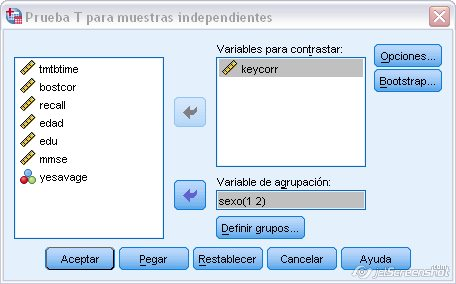 Prueba T para muestras independientes
Variables para contrastar:
tmtbtime
bostcor
recall
edad
edu
mmse
yesavage
keycorr
Opciones...
Bootstrap...
Variable de agrupación:
sexo(1 2)
Definir grupos...
Aceptar
Pegar
Restablecer
Cancelar
Ayuda
jetScreenshot